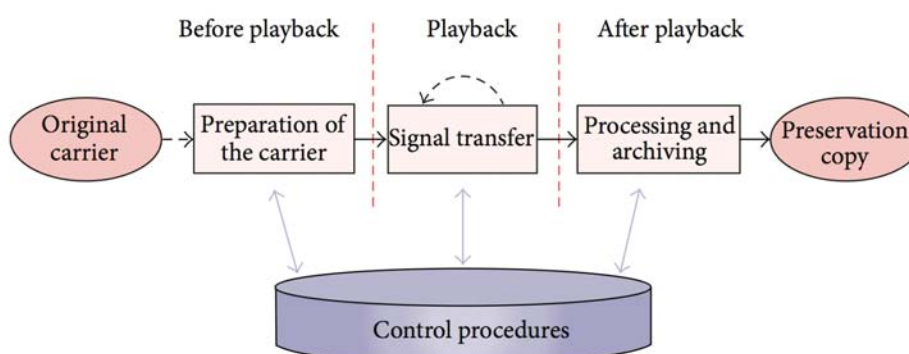 Before playback
Playback
After playback
Original
carrier
Preparation of
the carrier
Signal transfer
Processing and
archiving
Preservation
copy
Control procedures